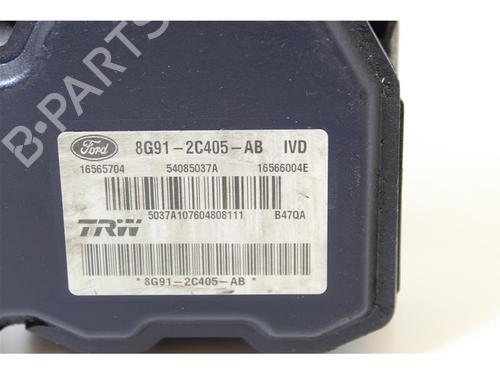 B-PARTS
Ford 8G91-2C405-AB IVD
16565704 54085037A 16566004E
5037A107604808111 B47QA
TRW
*8G91-2C405-AB*